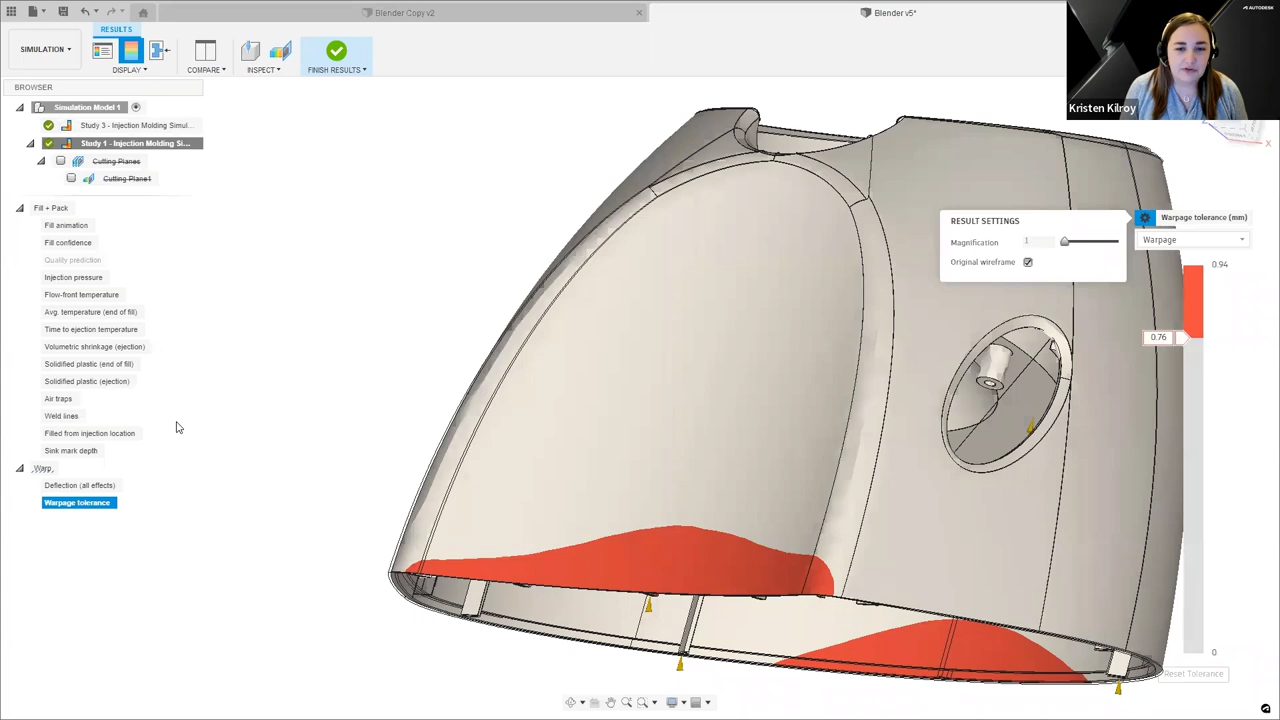 Blender Copy v2
Blender v5*
AUTODESK
RESULTS
SIMULATION
DISPLAY
COMPARE
INSPECT
FINISH RESULTS
Kristen Kilroy
BROWSER
Simulation Model 1
Study 3 - Injection Molding Simul...
Study 1 - Injection Molding Si...
Cutting Planes
Cutting Plane1
Fill + Pack
Fill animation
Fill confidence
Quality prediction
Injection pressure
Flow-front temperature
Avg. temperature (end of fill)
Time to ejection temperature
Volumetric shrinkage (ejection)
Solidified plastic (end of fill)
Solidified plastic (ejection)
Air traps
Weld lines
Filled from injection location
Sink mark depth
Warp
Deflection (all effects)
Warpage tolerance
RESULT SETTINGS
Magnification 1
Original wireframe
Warpage tolerance (mm)
Warpage
0.94
0.76
0
Reset Tolerance
X